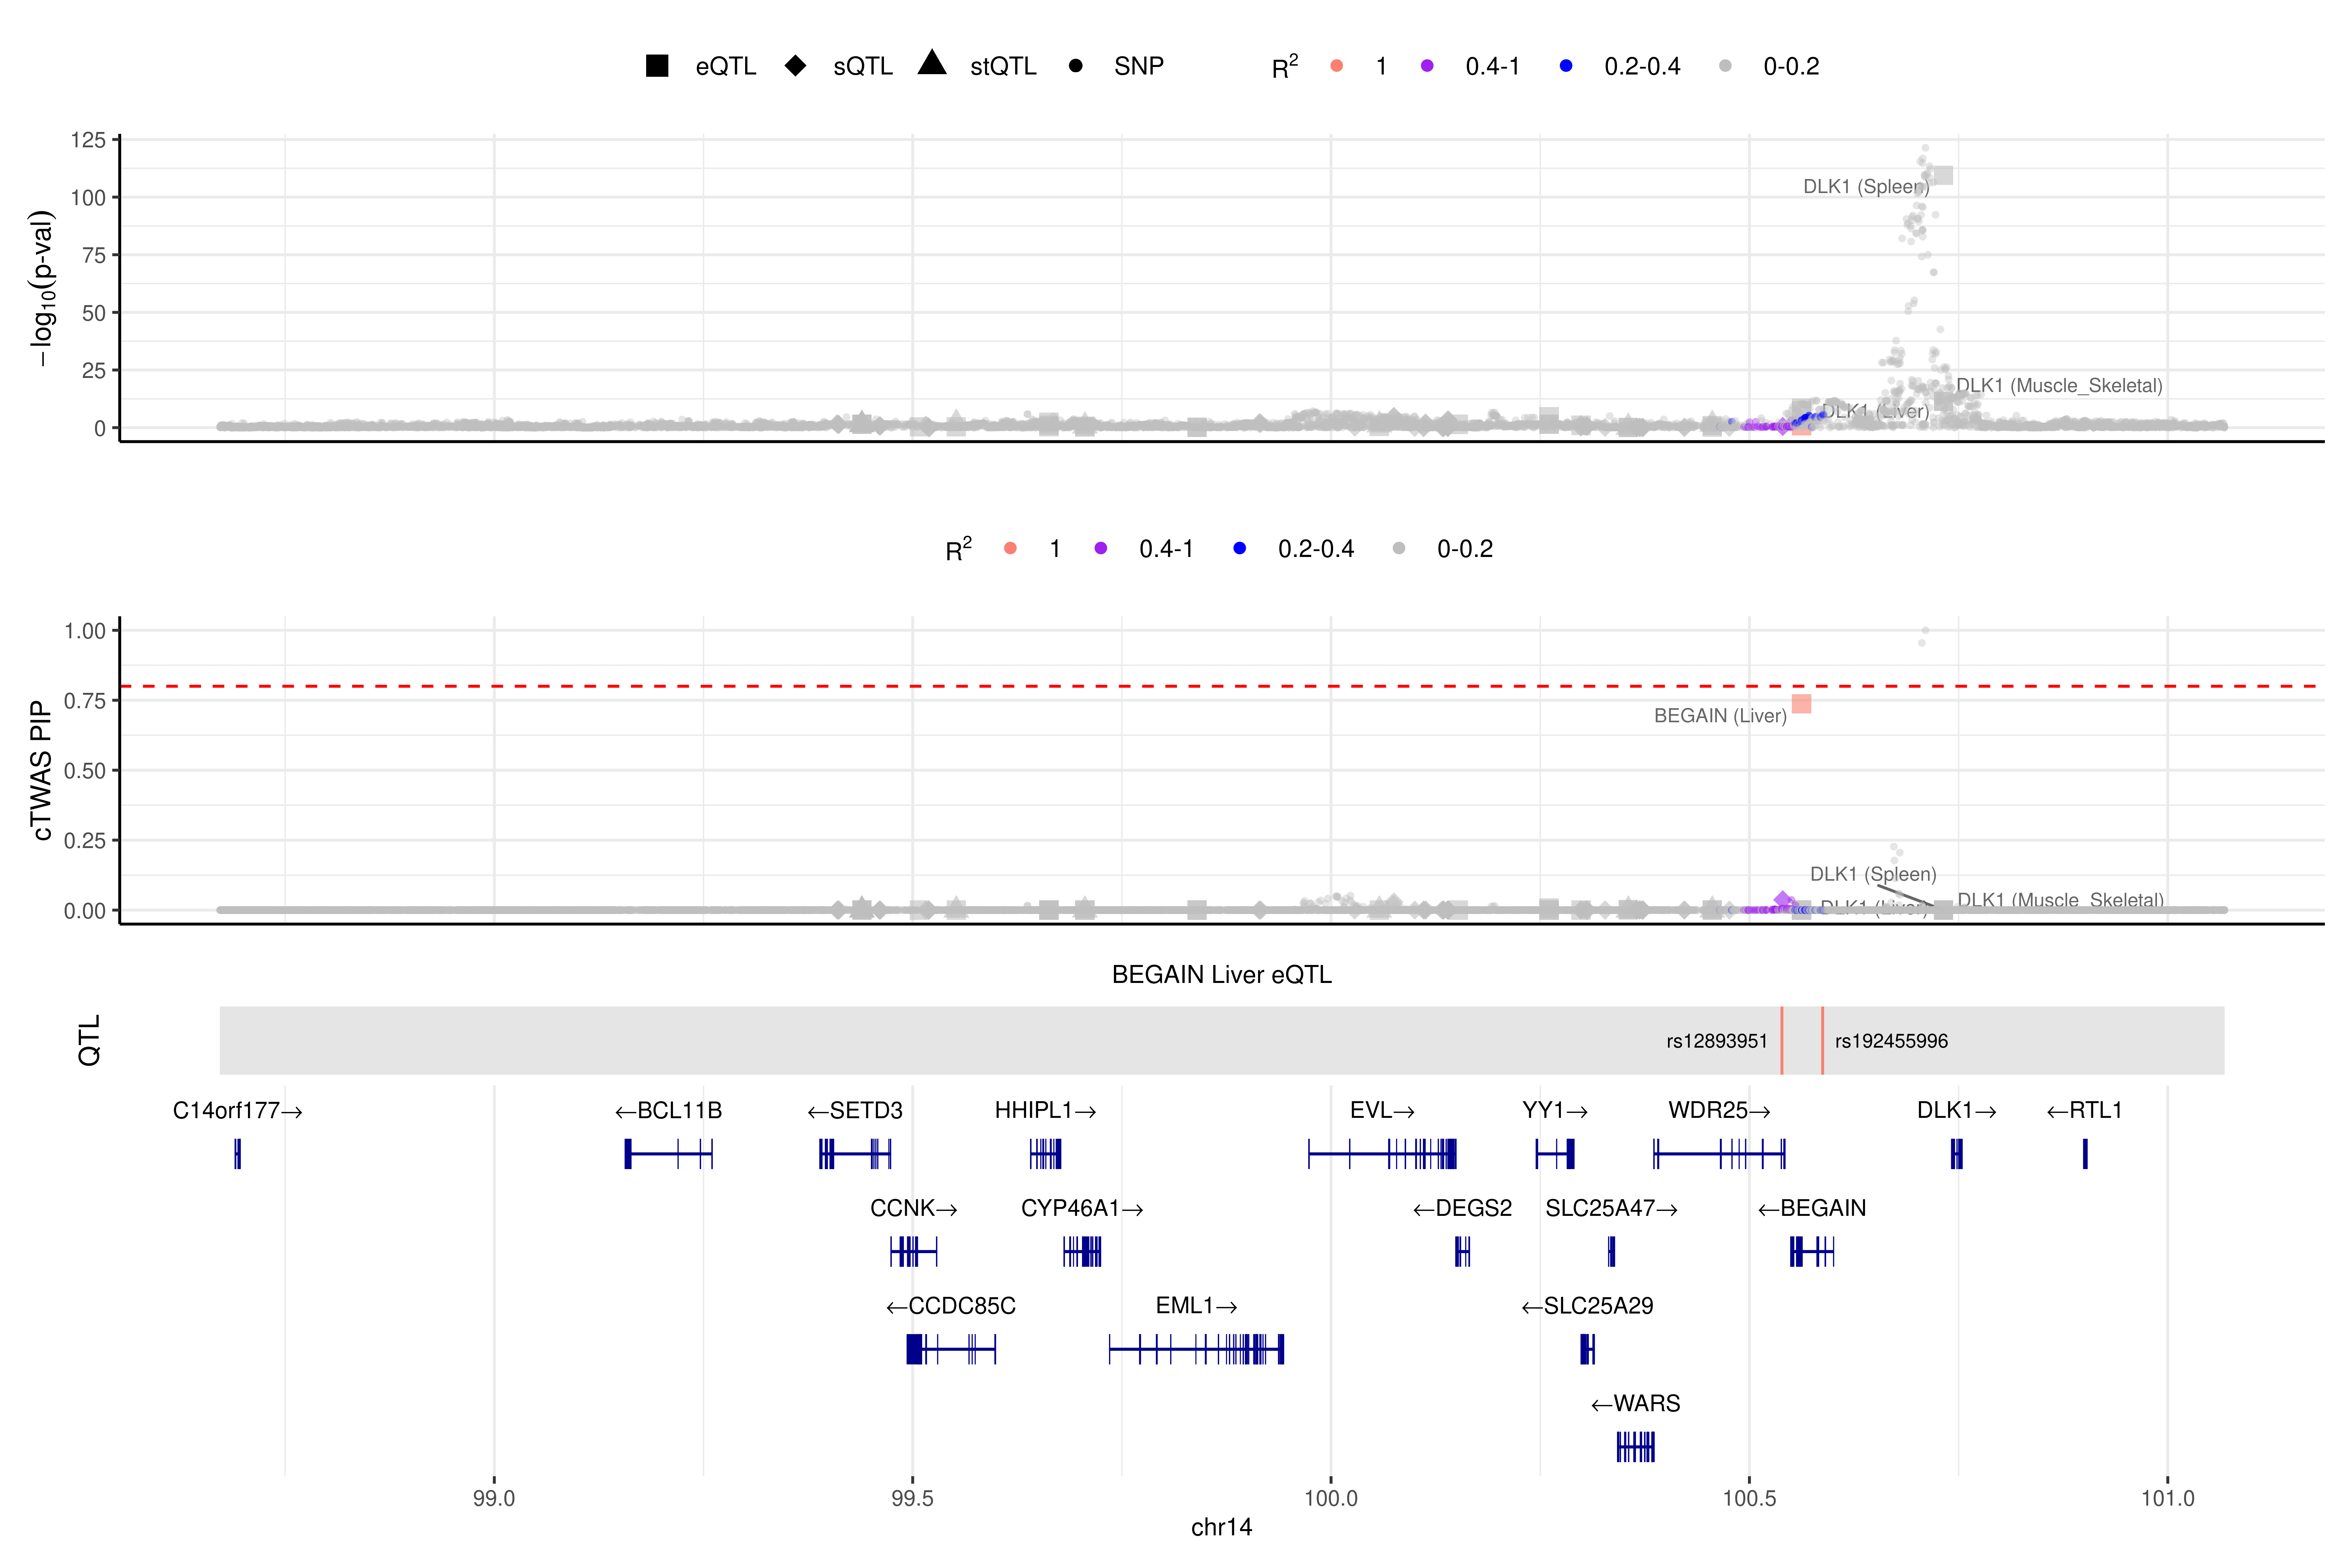 eQTL sQTL stQTL SNP R2 1 0.4-1 0.2-0.4 0-0.2
−log10(p-val)
125
100
75
50
25
0
DLK1 (Spleen)
DLK1 (Muscle_Skeletal)
DLK1 (Liver)
R2 1 0.4-1 0.2-0.4 0-0.2
cTWAS PIP
1.00
0.75
0.50
0.25
0.00
BEGAIN (Liver)
DLK1 (Spleen)
DLK1 (Muscle_Skeletal)
DLK1 (Liver)
BEGAIN Liver eQTL
QTL
rs12893951 rs192455996
C14orf177→ ←BCL11B ←SETD3 HHIPL1→ EVL→ YY1→ WDR25→ DLK1→ ←RTL1
CCNK→ CYP46A1→ ←DEGS2 SLC25A47→ ←BEGAIN
←CCDC85C EML1→ ←SLC25A29
←WARS
99.0 99.5 100.0 100.5 101.0
chr14